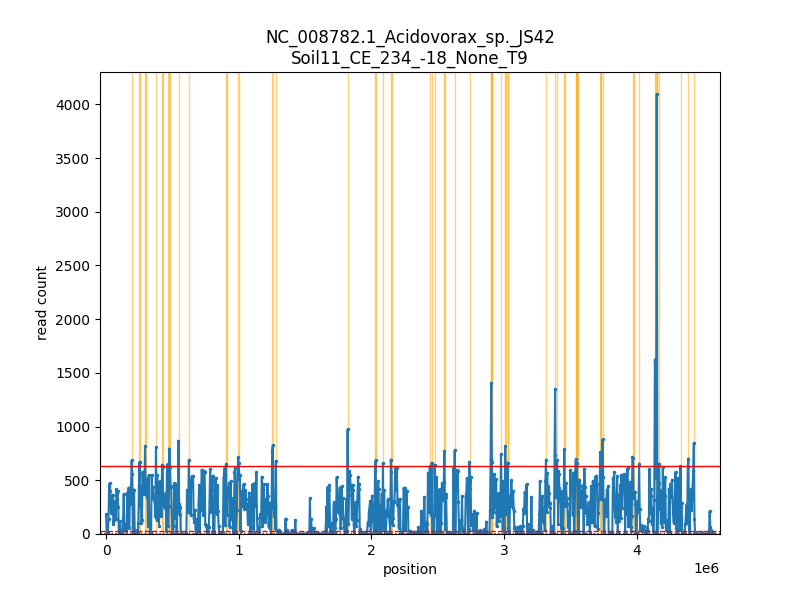 NC_008782.1_Acidovorax_sp._JS42
Soil11_CE_234_-18_None_T9
4000
3500
3000
2500
2000
1500
1000
500
0
read count
0
1
2
3
4
1e6
position